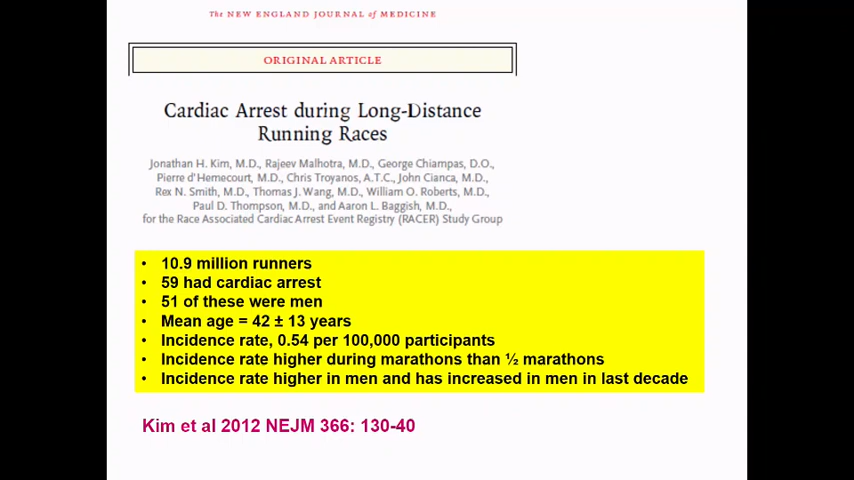 The NEW ENGLAND JOURNAL of MEDICINE
ORIGINAL ARTICLE
Cardiac Arrest during Long-Distance
Running Races
Jonathan H. Kim, M.D., Rajeev Malhotra, M.D., George Chiampas, D.O.,
Pierre d'Hemecourt, M.D., Chris Troyanos, A.T.C., John Cianca, M.D.,
Rex N. Smith, M.D., Thomas J. Wang, M.D., William O. Roberts, M.D.,
Paul D. Thompson, M.D., and Aaron L. Baggish, M.D.,
for the Race Associated Cardiac Arrest Event Registry (RACER) Study Group
• 10.9 million runners
• 59 had cardiac arrest
• 51 of these were men
• Mean age = 42 ± 13 years
• Incidence rate, 0.54 per 100,000 participants
• Incidence rate higher during marathons than ½ marathons
• Incidence rate higher in men and has increased in men in last decade
Kim et al 2012 NEJM 366: 130-40